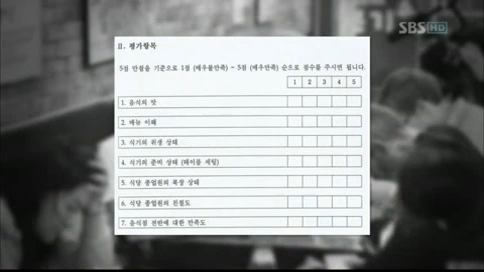 SBS HD
II. 평가항목
5점 만점을 기준으로 1점 (매우불만족) ~ 5점 (매우만족) 순으로 점수를 주시면 됩니다.
1 2 3 4 5
1. 음식의 맛
2. 메뉴 이해
3. 식기의 위생 상태
4. 식기의 준비 상태 (테이블 세팅)
5. 식당 종업원의 복장 상태
6. 식당 종업원의 친절도
7. 음식점 전반에 대한 만족도